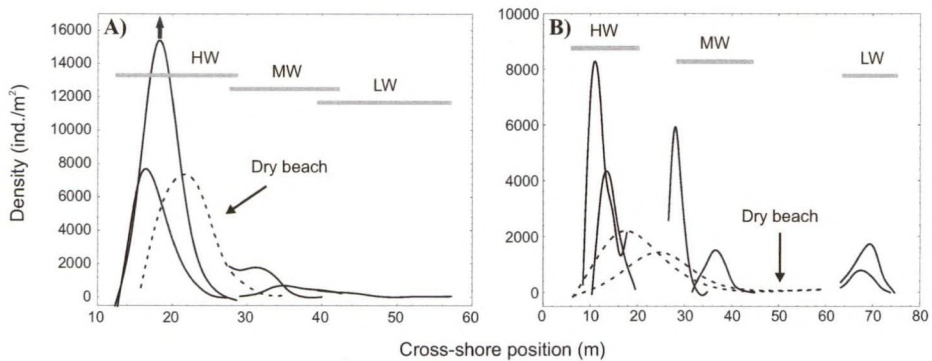 A)
16000
14000
12000
10000
8000
6000
4000
2000
0
HW
MW
LW
Dry beach
10 20 30 40 50 60
B)
10000
8000
6000
4000
2000
0
HW
MW
LW
Dry beach
0 10 20 30 40 50 60 70 80
Density (ind./m²)
Cross-shore position (m)